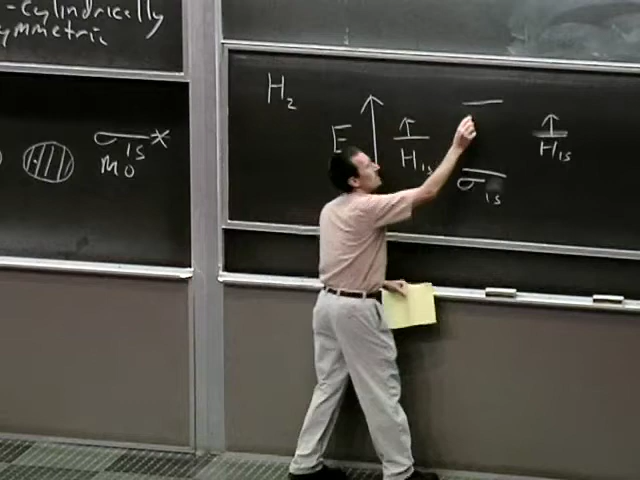 -cylindrically
symmetric
σ1s*
MO
H2
E
H1s
H1s
σ1s